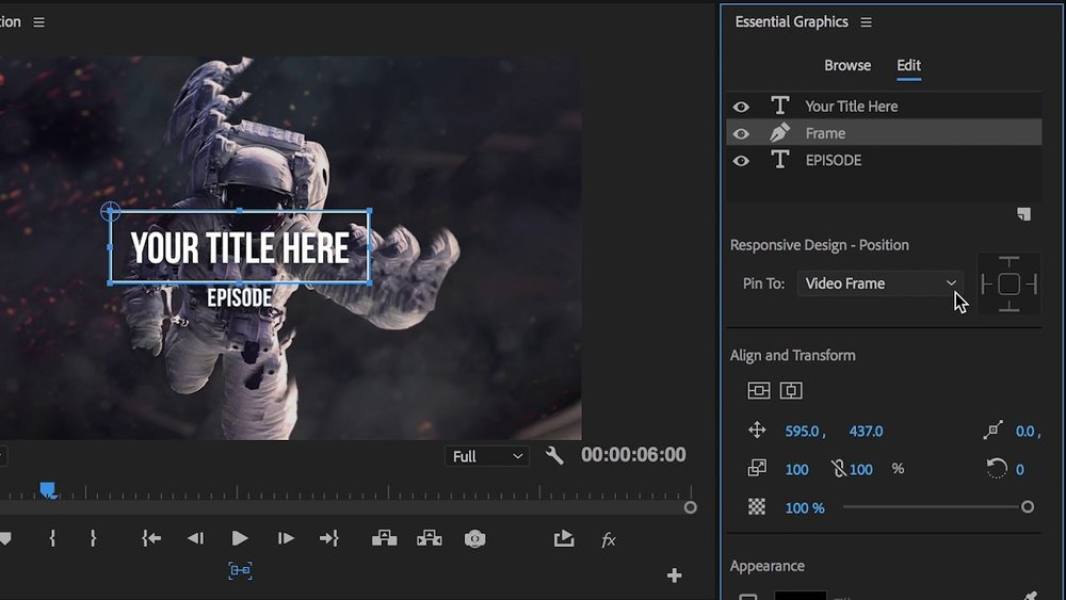 tion
Essential Graphics
Browse
Edit
Your Title Here
Frame
EPISODE
YOUR TITLE HERE
EPISODE
Responsive Design - Position
Pin To: Video Frame
Align and Transform
595.0 , 437.0 0.0 ,
100 100 % 0
100 %
Full 00:00:06:00
fx
Appearance